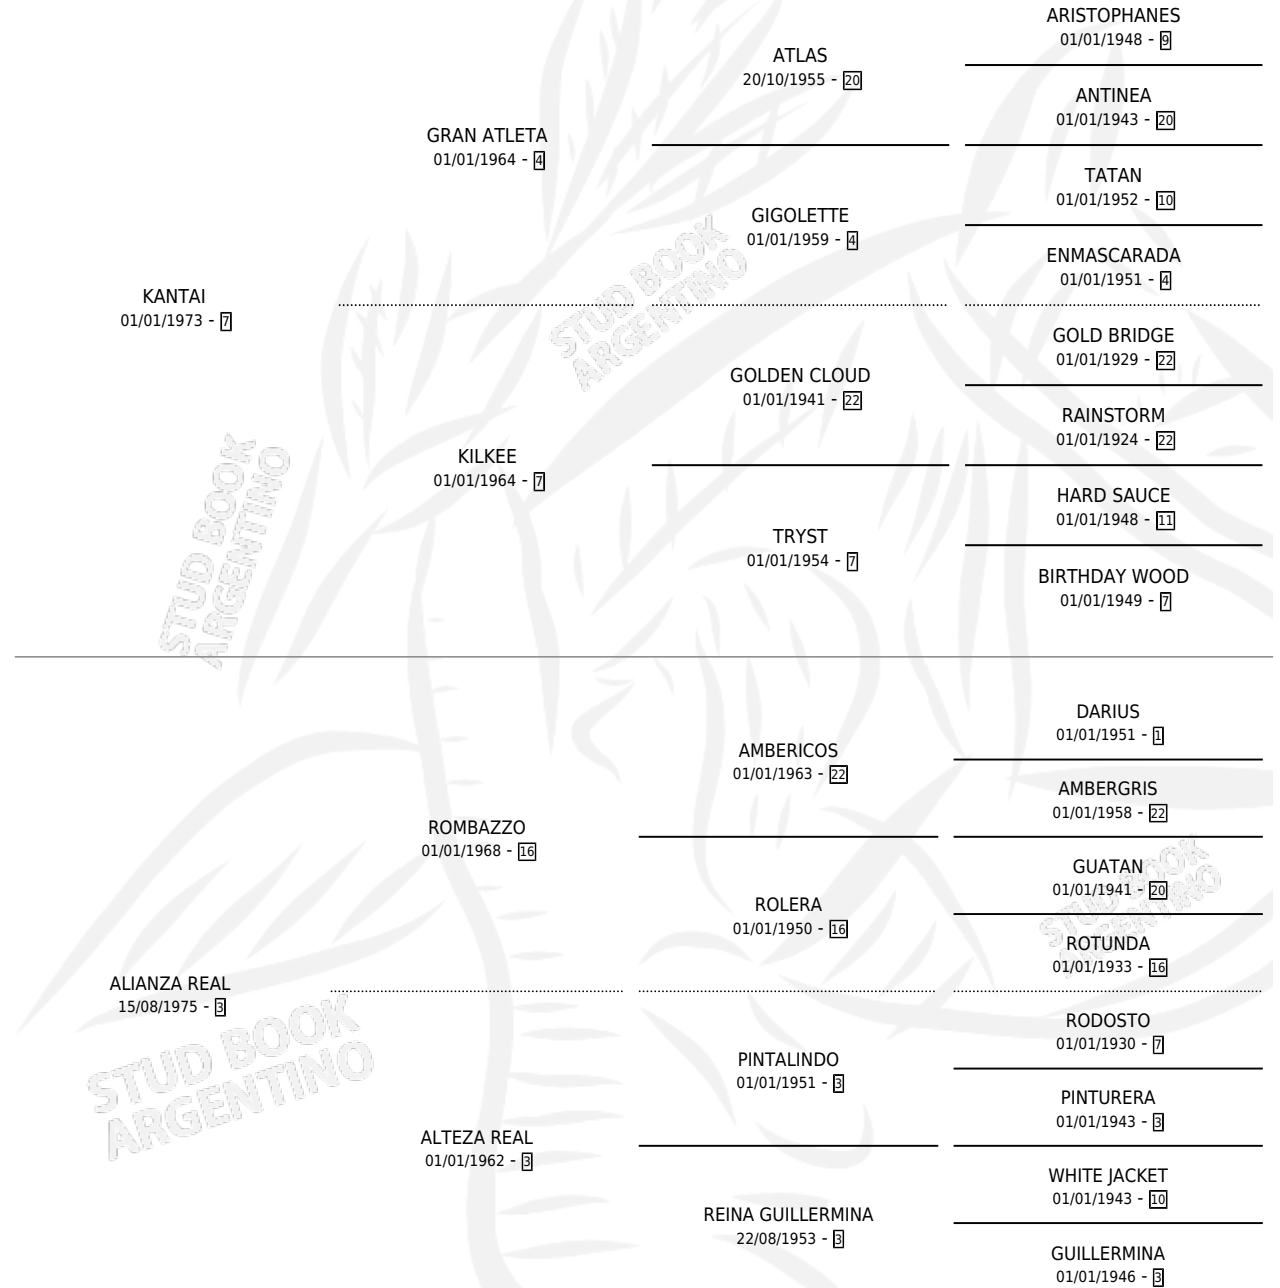 ARISTOPHANES
01/01/1948 - 9
ATLAS
20/10/1955 - 20
ANTINEA
01/01/1943 - 20
GRAN ATLETA
01/01/1964 - 4
TATAN
01/01/1952 - 10
GIGOLETTE
01/01/1959 - 4
ENMASCARADA
01/01/1951 - 4
KANTAI
01/01/1973 - 7
STUD BOOK
ARGENTINO
GOLD BRIDGE
01/01/1929 - 22
GOLDEN CLOUD
01/01/1941 - 22
RAINSTORM
01/01/1924 - 22
KILKEE
01/01/1964 - 7
HARD SAUCE
01/01/1948 - 11
TRYST
01/01/1954 - 7
BIRTHDAY WOOD
01/01/1949 - 7
STUD BOOK
ARGENTINO
DARIUS
01/01/1951 - 1
AMBERICOS
01/01/1963 - 22
AMBERGRIS
01/01/1958 - 22
ROMBAZZO
01/01/1968 - 16
GUATAN
01/01/1941 - 20
ROLERA
01/01/1950 - 16
ROTUNDA
01/01/1933 - 16
STUD BOOK
ARGENTINO
ALIANZA REAL
15/08/1975 - 3
RODOSTO
01/01/1930 - 7
PINTALINDO
01/01/1951 - 3
PINTURERA
01/01/1943 - 3
STUD BOOK
ARGENTINO
ALTEZA REAL
01/01/1962 - 3
WHITE JACKET
01/01/1943 - 10
REINA GUILLERMINA
22/08/1953 - 3
GUILLERMINA
01/01/1946 - 3